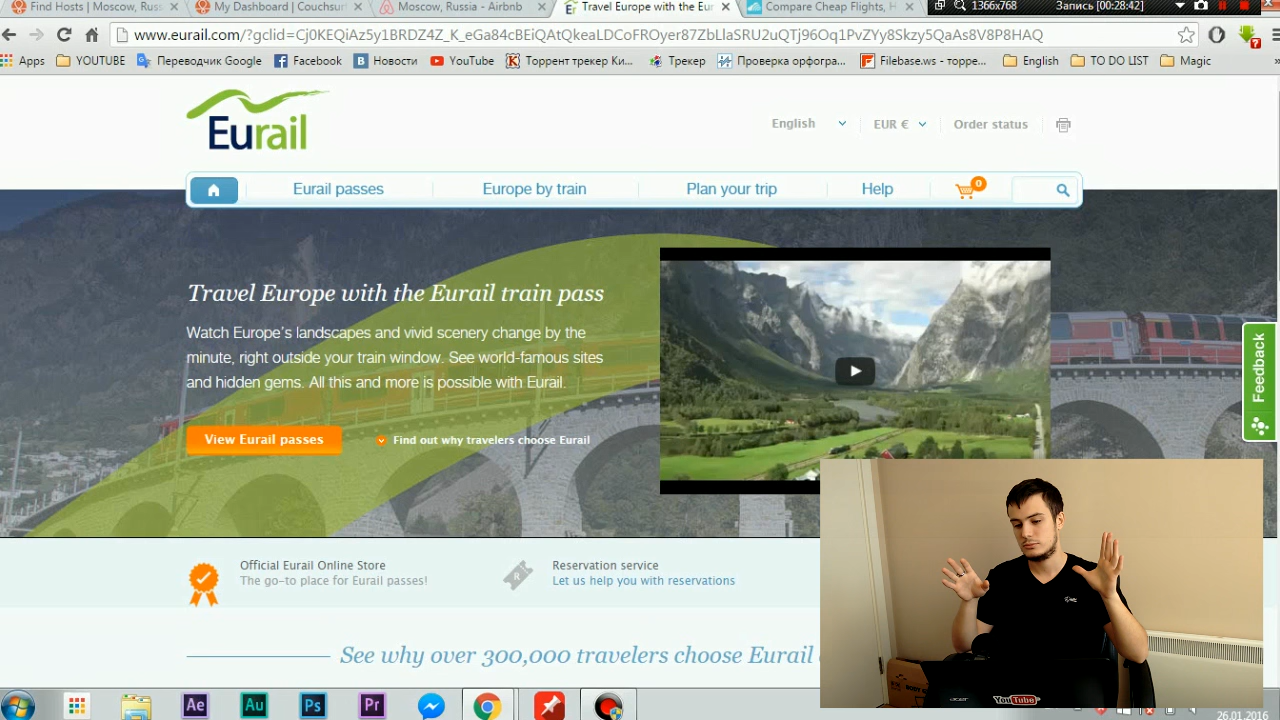 Find Hosts | Moscow, Russ
My Dashboard | Couchsurf
Moscow, Russia - Airbnb
Travel Europe with the Eur
Compare Cheap Flights, H
1366x768
Запись [00:28:42]
www.eurail.com/?gclid=Cj0KEQiAz5y1BRDZ4Z_K_eGa84cBEiQAtQkeaLDCoFROyer87ZbLlaSRU2uQTj96Oq1PvZYy8Skzy5QaAs8V8P8HAQ
Apps
YOUTUBE
Переводчик Google
Facebook
Новости
YouTube
Торрент трекер Ки...
Трекер
Проверка орфогра...
Filebase.ws - торре...
English
TO DO LIST
Magic
Eurail
English
EUR €
Order status
Eurail passes
Europe by train
Plan your trip
Help
0
Travel Europe with the Eurail train pass
Watch Europe's landscapes and vivid scenery change by the
minute, right outside your train window. See world-famous sites
and hidden gems. All this and more is possible with Eurail.
View Eurail passes
Find out why travelers choose Eurail
Feedback
Official Eurail Online Store
The go-to place for Eurail passes!
Reservation service
Let us help you with reservations
See why over 300,000 travelers choose Eurail
Ae
Au
Ps
Pr
acer
YouTube
26.01.2016